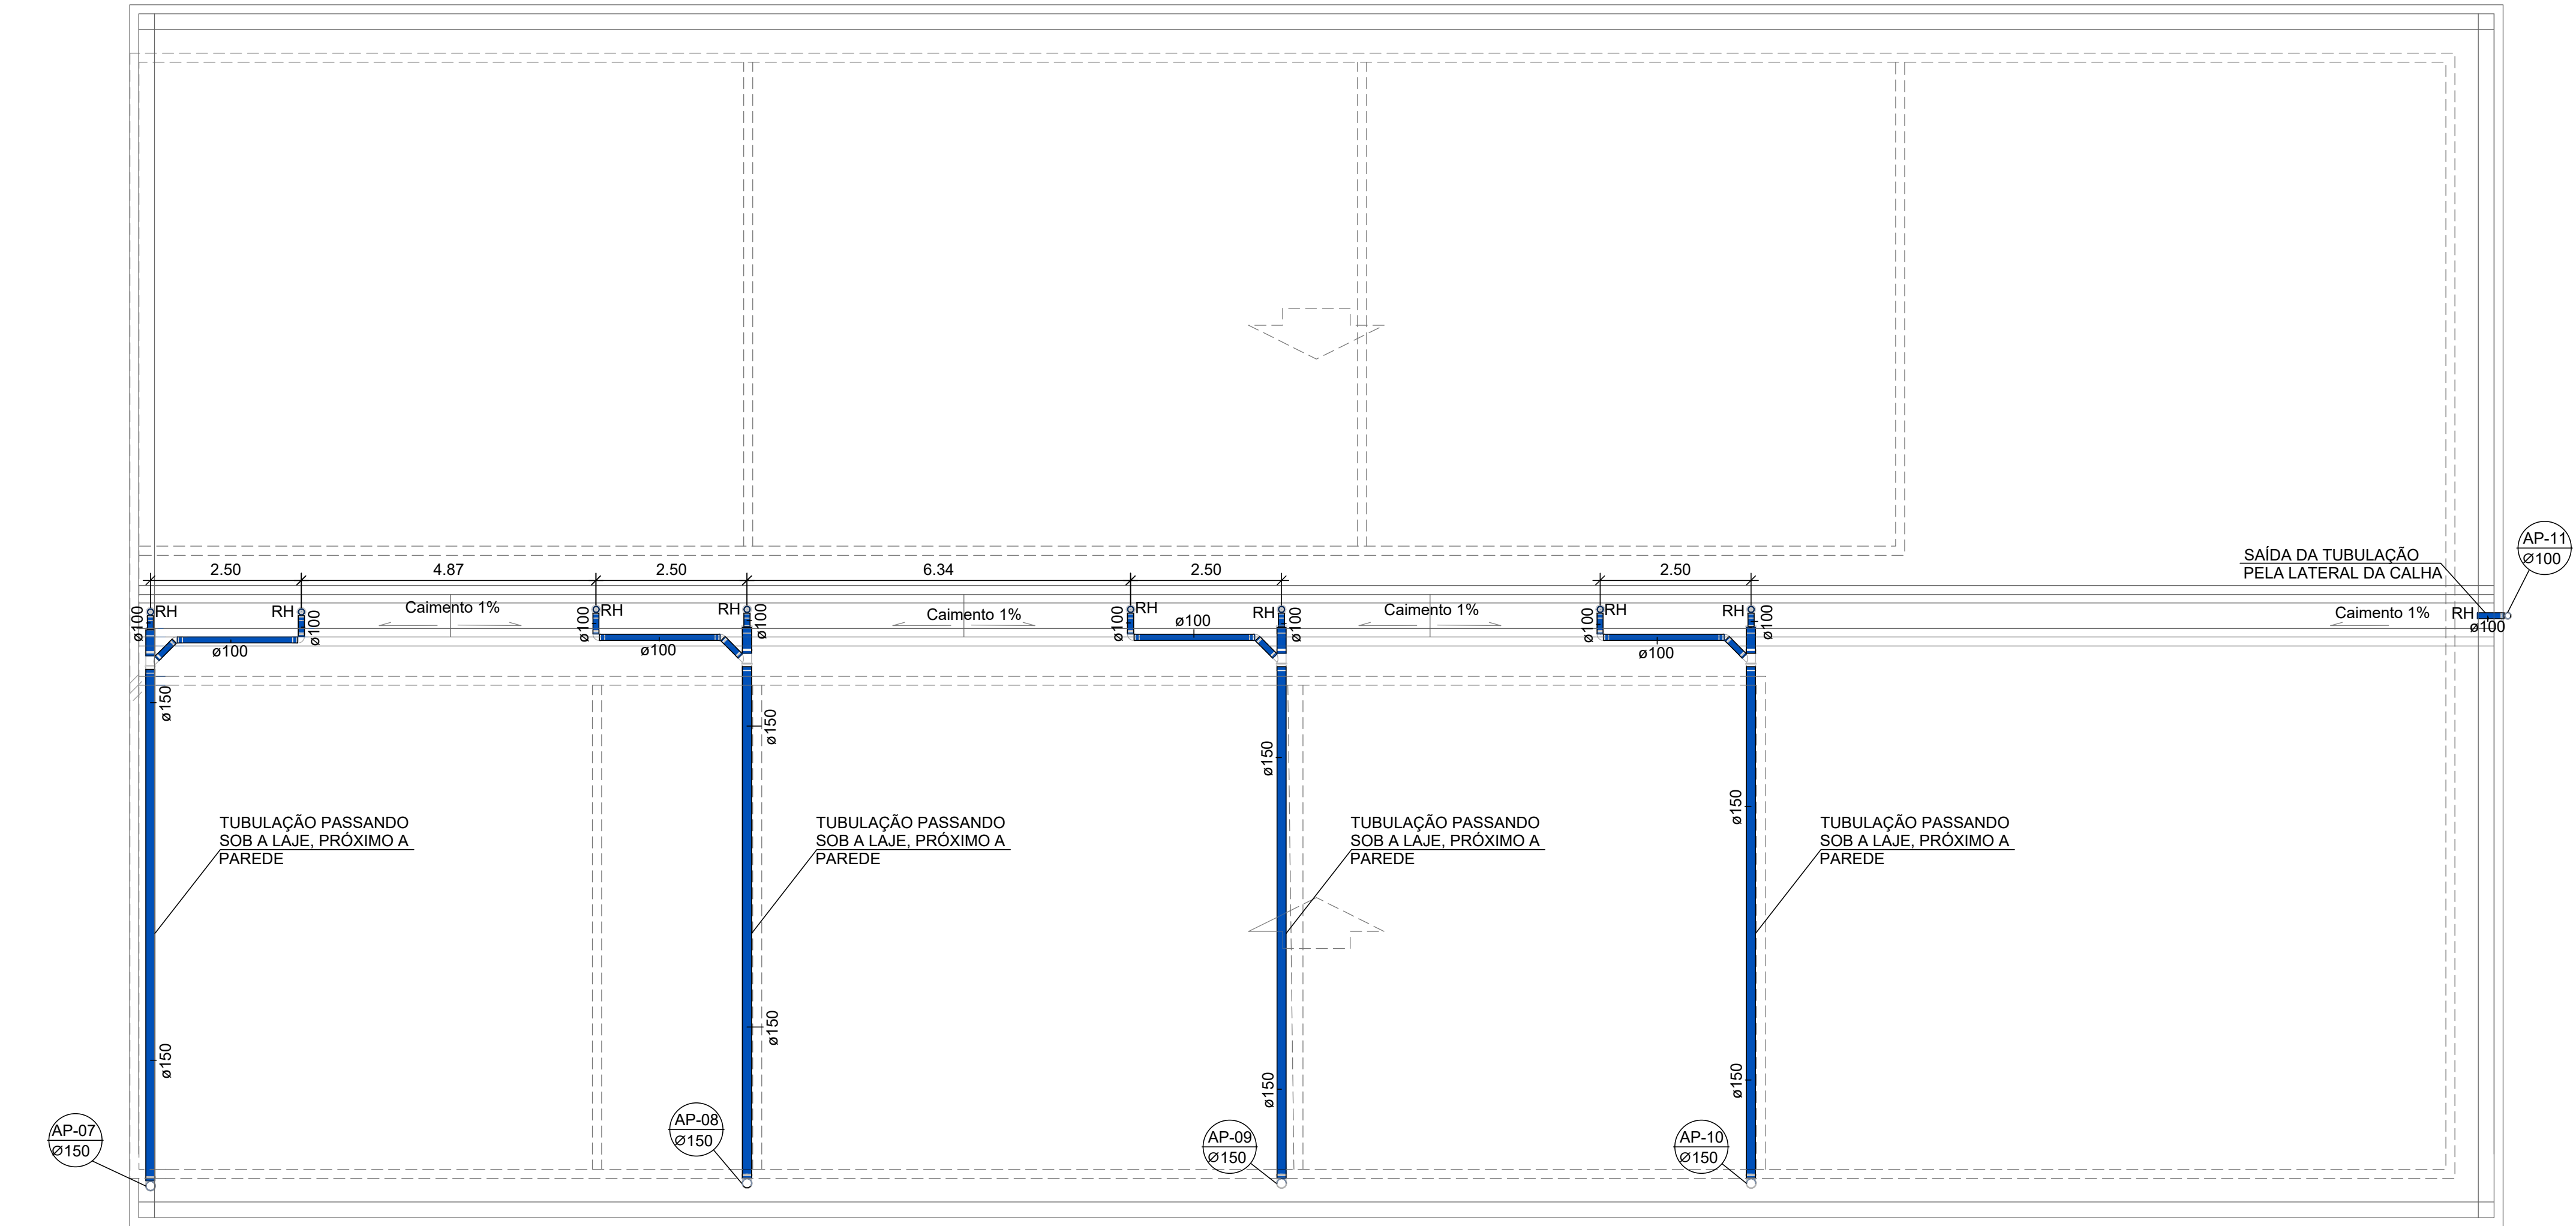 AP-11
Ø100
SAÍDA DA TUBULAÇÃO
PELA LATERAL DA CALHA
2.50
4.87
2.50
6.34
2.50
2.50
ø100
RH
RH
ø100
Caimento 1%
ø100
RH
RH
ø100
Caimento 1%
ø100
RH
ø100
RH
ø100
Caimento 1%
ø100
RH
RH
ø100
Caimento 1%
RH
ø100
ø100
ø100
ø100
ø150
ø150
ø150
ø150
TUBULAÇÃO PASSANDO
SOB A LAJE, PRÓXIMO A
PAREDE
TUBULAÇÃO PASSANDO
SOB A LAJE, PRÓXIMO A
PAREDE
TUBULAÇÃO PASSANDO
SOB A LAJE, PRÓXIMO A
PAREDE
TUBULAÇÃO PASSANDO
SOB A LAJE, PRÓXIMO A
PAREDE
ø150
ø150
ø150
ø150
AP-07
Ø150
AP-08
Ø150
AP-09
Ø150
AP-10
Ø150